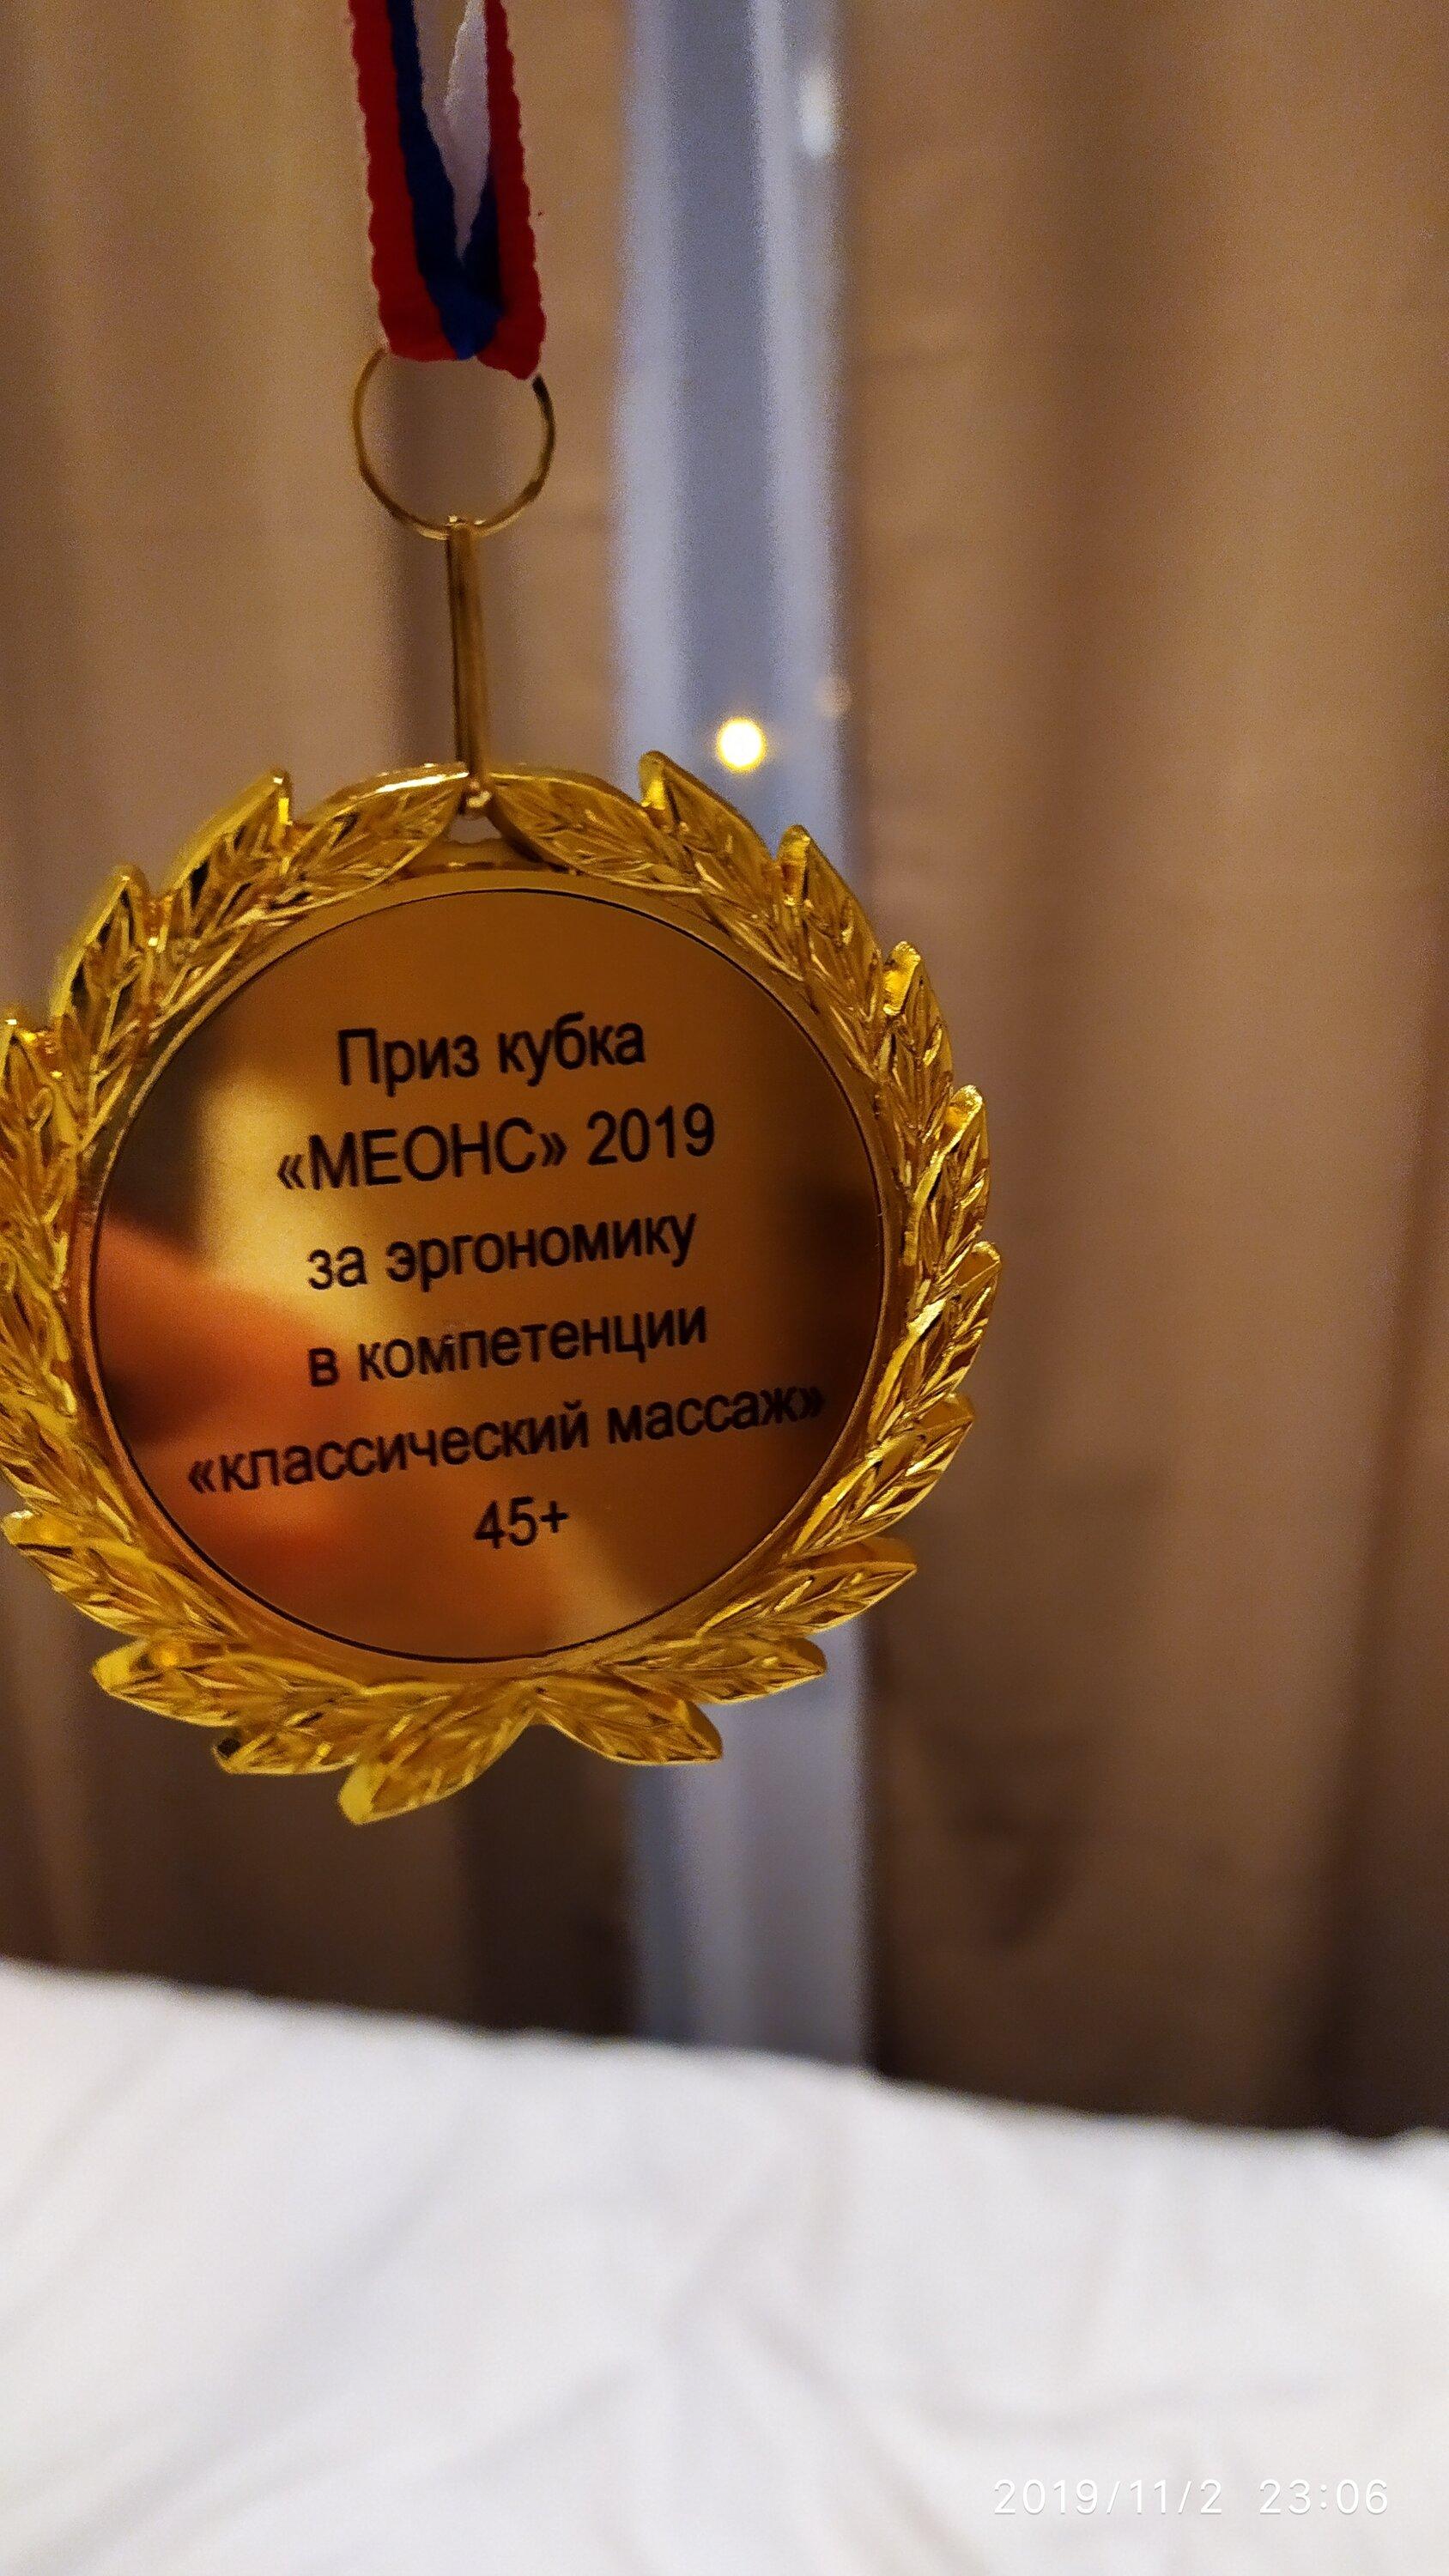 Приз кубка
«МЕОНС» 2019
за эргономику
в компетенции
«классический массаж»
45+
2019/11/2 23:06